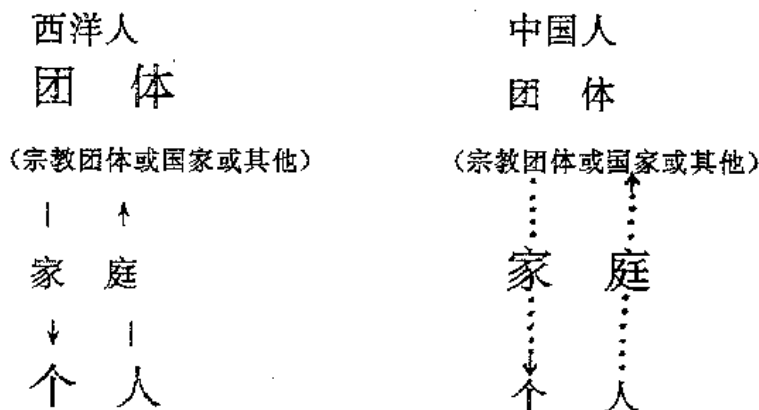 西洋人
团 体
（宗教团体或国家或其他）
家 庭
个 人
中国人
团 体
（宗教团体或国家或其他）
家 庭
个 人